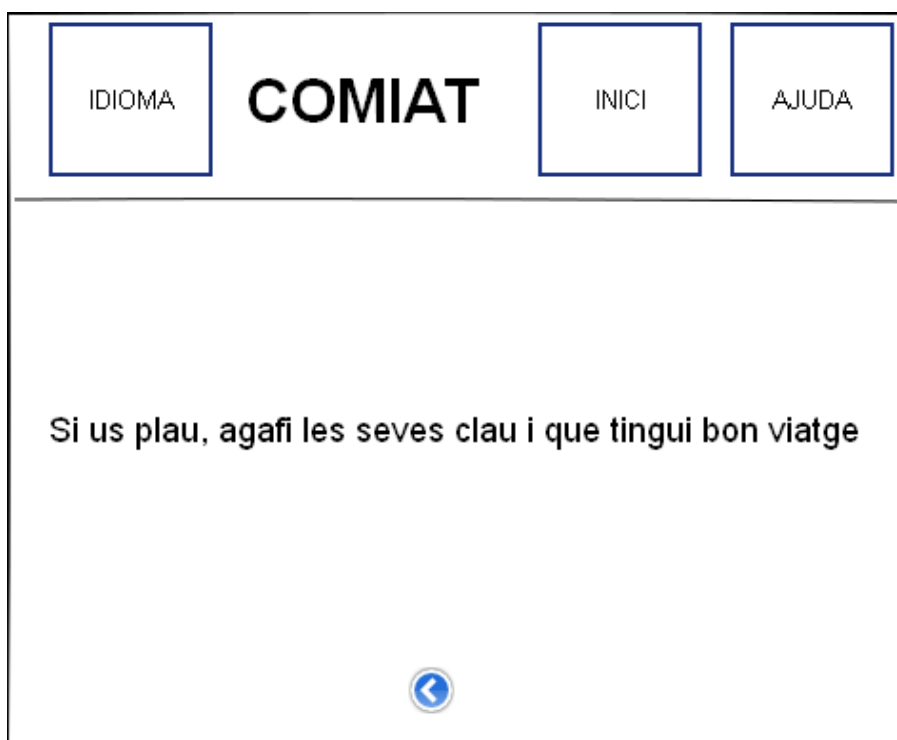 IDIOMA COMIAT INICI AJUDA
Si us plau, agafi les seves clau i que tingui bon viatge